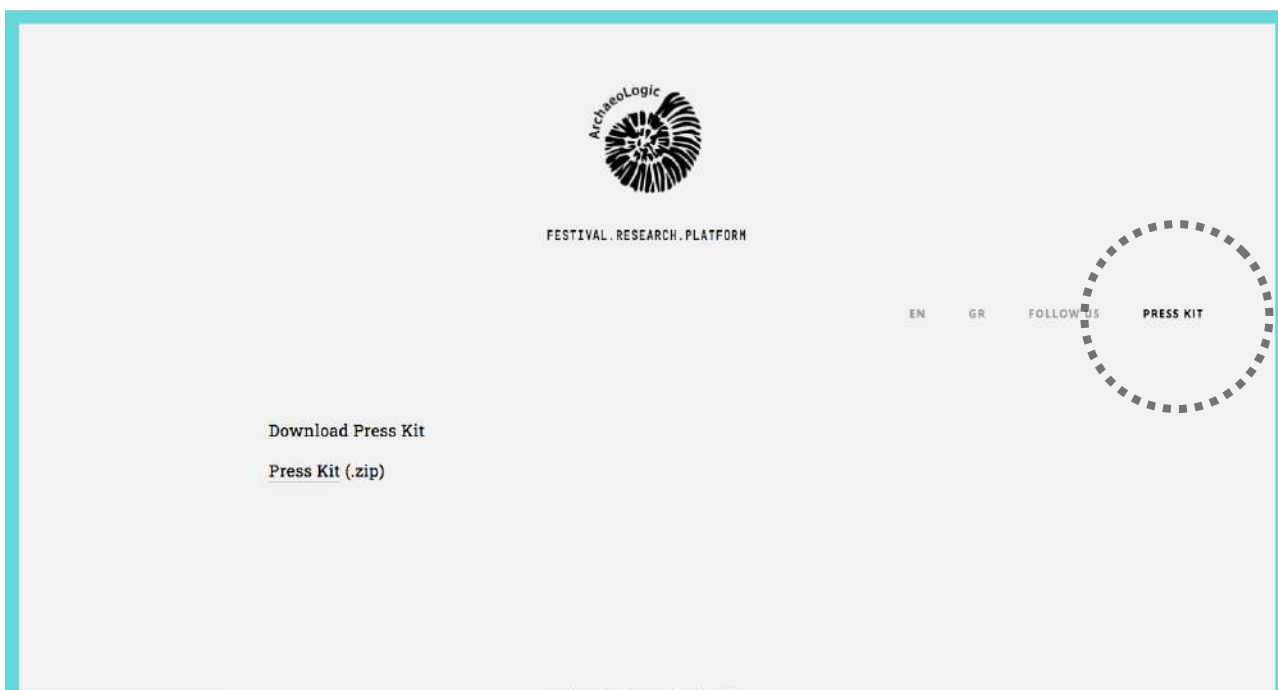 ArchaeoLogic
FESTIVAL.RESEARCH.PLATFORM
EN GR FOLLOW US PRESS KIT
Download Press Kit
Press Kit (.zip)